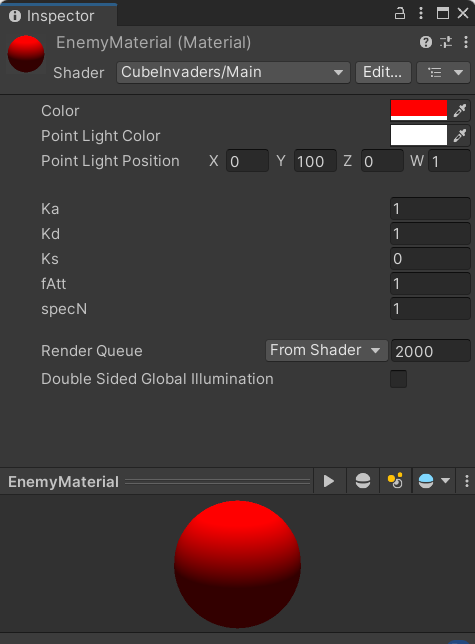 Inspector
EnemyMaterial (Material)
Shader CubeInvaders/Main Edit...
Color
Point Light Color
Point Light Position X 0 Y 100 Z 0 W 1
Ka 1
Kd 1
Ks 0
fAtt 1
specN 1
Render Queue From Shader 2000
Double Sided Global Illumination
EnemyMaterial